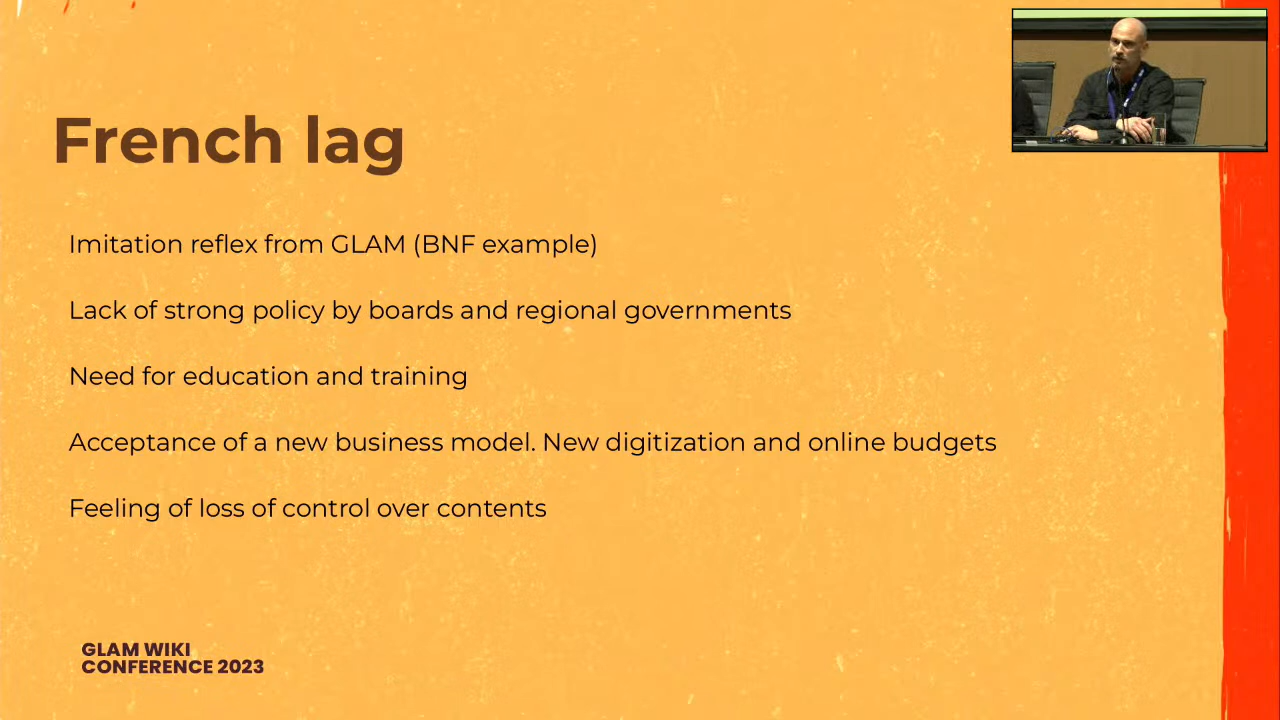 French lag
Imitation reflex from GLAM (BNF example)
Lack of strong policy by boards and regional governments
Need for education and training
Acceptance of a new business model. New digitization and online budgets
Feeling of loss of control over contents
GLAM WIKI
CONFERENCE 2023